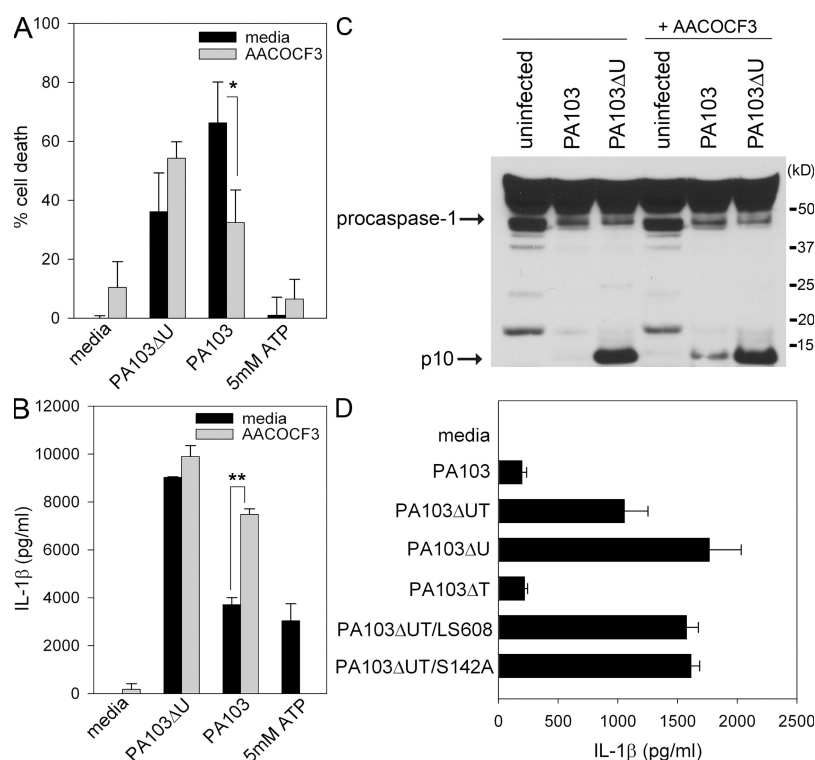 A
100
80
60
40
20
0
% cell death
media
AACOCF3
*
media
PA103ΔU
PA103
5mM ATP
B
12000
10000
8000
6000
4000
2000
0
IL-1β (pg/ml)
media
AACOCF3
**
media
PA103ΔU
PA103
5mM ATP
C
+ AACOCF3
uninfected
PA103
PA103ΔU
uninfected
PA103
PA103ΔU
(kD)
procaspase-1
50
37
25
20
15
p10
D
media
PA103
PA103ΔUT
PA103ΔU
PA103ΔT
PA103ΔUT/LS608
PA103ΔUT/S142A
0 500 1000 1500 2000 2500
IL-1β (pg/ml)